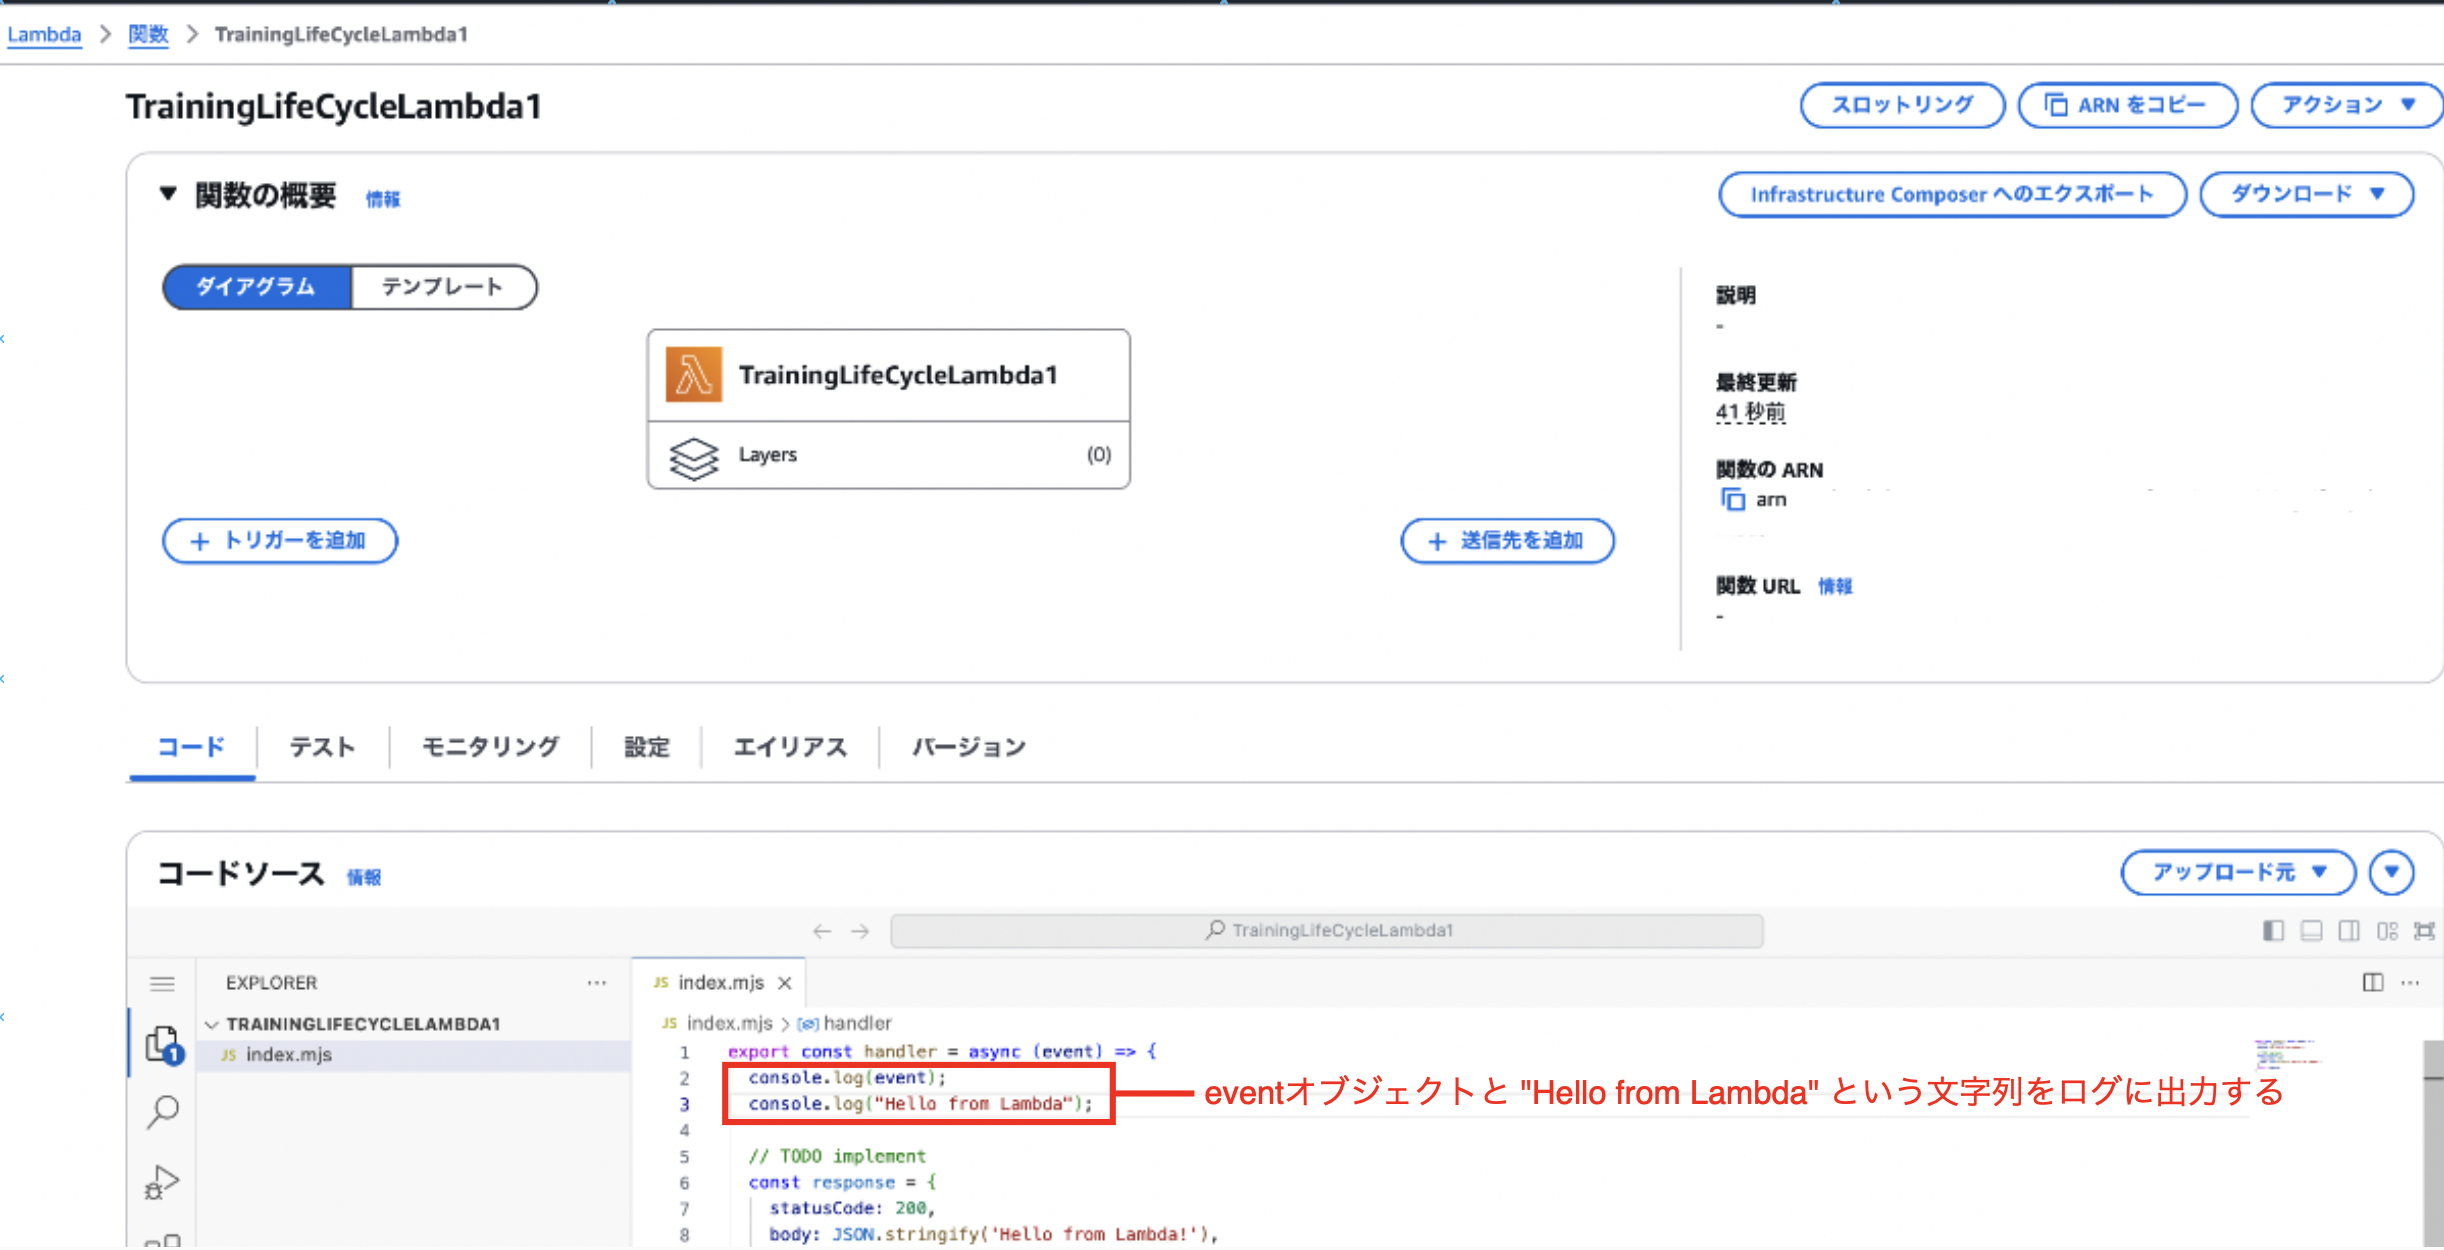 Lambda > 関数 > TrainingLifeCycleLambda1
TrainingLifeCycleLambda1
スロットリング
ARN をコピー
アクション
関数の概要 情報
Infrastructure Composer へのエクスポート
ダウンロード
ダイアグラム
テンプレート
TrainingLifeCycleLambda1
Layers (0)
+ トリガーを追加
+ 送信先を追加
説明
-
最終更新
41 秒前
関数の ARN
arn
関数 URL 情報
-
コード
テスト
モニタリング
設定
エイリアス
バージョン
コードソース 情報
アップロード元
TrainingLifeCycleLambda1
EXPLORER
TRAININGLIFECYCLELAMBDA1
JS index.mjs
1
JS index.mjs
JS index.mjs > handler
1 export const handler = async (event) => {
2 console.log(event);
3 console.log("Hello from Lambda");
eventオブジェクトと "Hello from Lambda" という文字列をログに出力する
4
5 // TODO implement
6 const response = {
7 statusCode: 200,
8 body: JSON.stringify('Hello from Lambda!'),